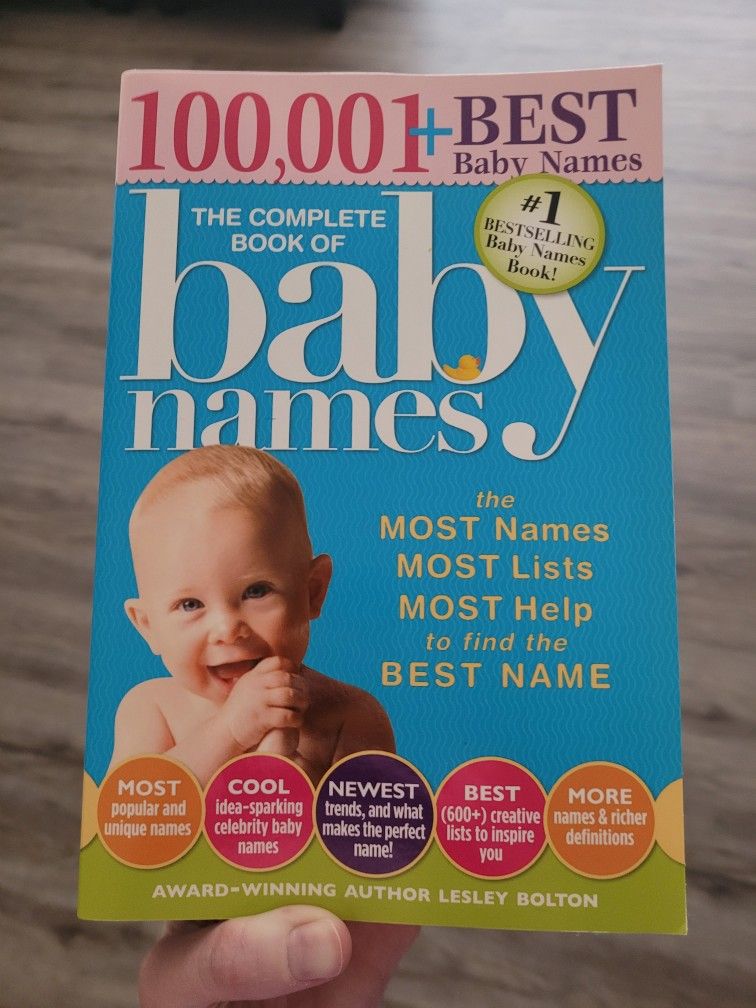 100,001+ BEST
Baby Names
THE COMPLETE
BOOK OF
baby
names
#1
BESTSELLING
Baby Names
Book!
the
MOST Names
MOST Lists
MOST Help
to find the
BEST NAME
MOST
popular and
unique names
COOL
idea-sparking
celebrity baby
names
NEWEST
trends, and what
makes the perfect
name!
BEST
(600+) creative
lists to inspire
you
MORE
names & richer
definitions
AWARD-WINNING AUTHOR LESLEY BOLTON